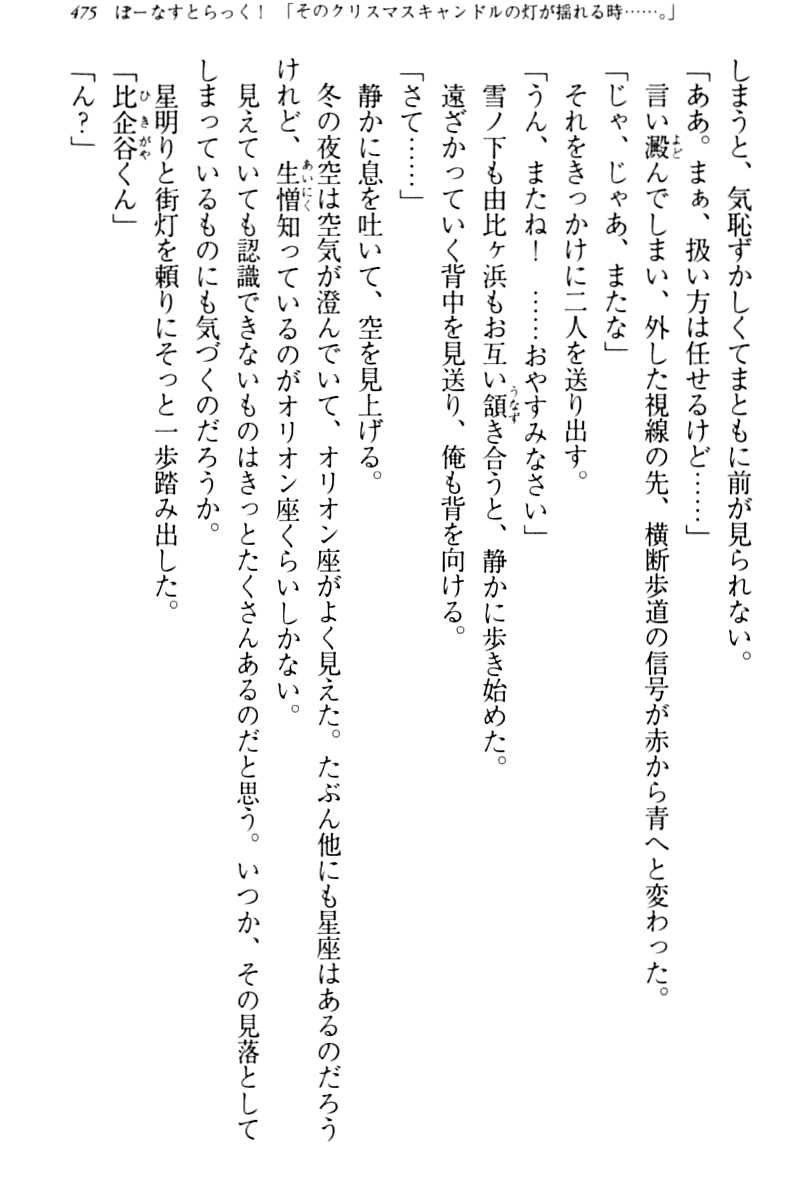 475 ぼーなすとらっく！ 「そのクリスマスキャンドルの灯が揺れる時……。」
しまうと、気恥ずかしくてまともに前が見られない。
「ああ。まぁ、扱い方は任せるけど……」
言い澱んでしまい、外した視線の先、横断歩道の信号が赤から青へと変わった。
「じゃ、じゃあ、またな」
それをきっかけに二人を送り出す。
「うん、またね！ ……おやすみなさい」
雪ノ下も由比ヶ浜もお互い頷き合うと、静かに歩き始めた。
遠ざかっていく背中を見送り、俺も背を向ける。
「さて……」
静かに息を吐いて、空を見上げる。
冬の夜空は空気が澄んでいて、オリオン座がよく見えた。たぶん他にも星座はあるのだろう
けれど、生憎知っているのがオリオン座くらいしかない。
見えていても認識できないものはきっとたくさんあるのだと思う。いつか、その見落として
しまっているものにも気づくのだろうか。
星明りと街灯を頼りにそっと一歩踏み出した。
「比企谷くん」
「ん？」